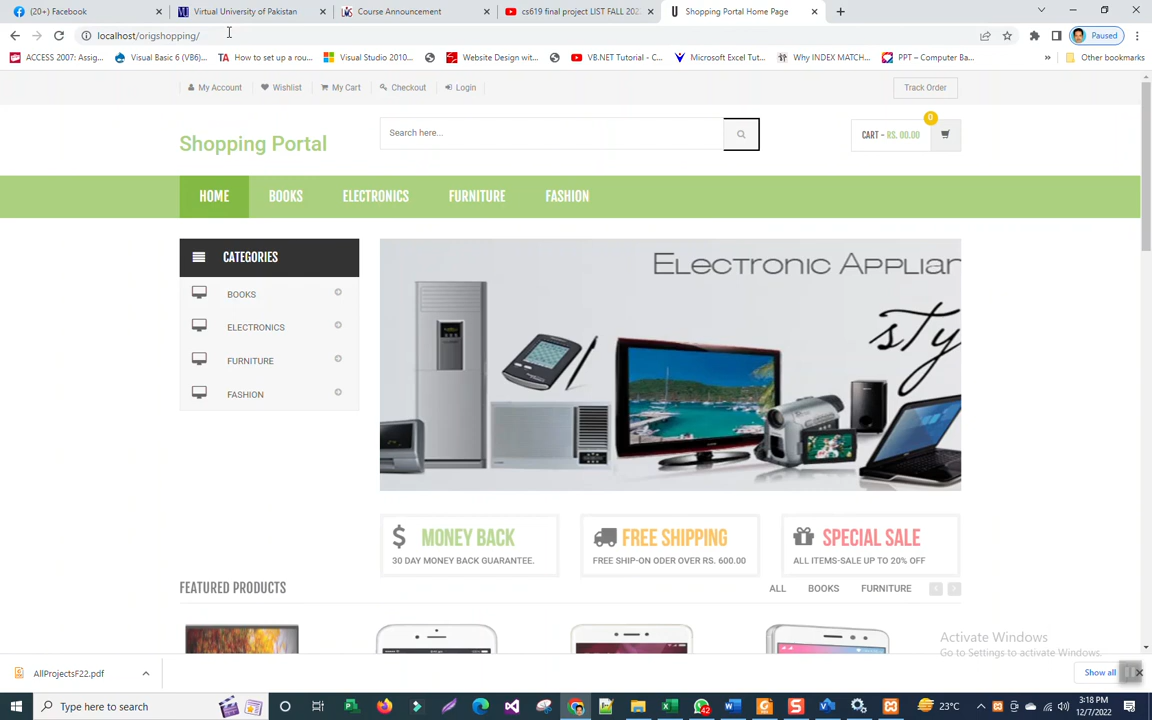 (20+) Facebook
Virtual University of Pakistan
Course Announcement
cs619 final project LIST FALL 202
Shopping Portal Home Page
localhost/origshopping/
Paused
ACCESS 2007: Assig...
Visual Basic 6 (VB6)...
How to set up a rou...
Visual Studio 2010...
Website Design wit...
VB.NET Tutorial - C...
Microsoft Excel Tut...
Why INDEX MATCH...
PPT – Computer Ba...
Other bookmarks
My Account
Wishlist
My Cart
Checkout
Login
Track Order
Shopping Portal
Search here...
CART - RS. 00.00
0
HOME
BOOKS
ELECTRONICS
FURNITURE
FASHION
CATEGORIES
BOOKS
ELECTRONICS
FURNITURE
FASHION
Electronic Applian
sty
MONEY BACK
30 DAY MONEY BACK GUARANTEE.
FREE SHIPPING
FREE SHIP-ON ODER OVER RS. 600.00
SPECIAL SALE
ALL ITEMS-SALE UP TO 20% OFF
FEATURED PRODUCTS
ALL
BOOKS
FURNITURE
Activate Windows
Go to Settings to activate Windows.
AllProjectsF22.pdf
Show all
Type here to search
42
23°C
3:18 PM
12/7/2022